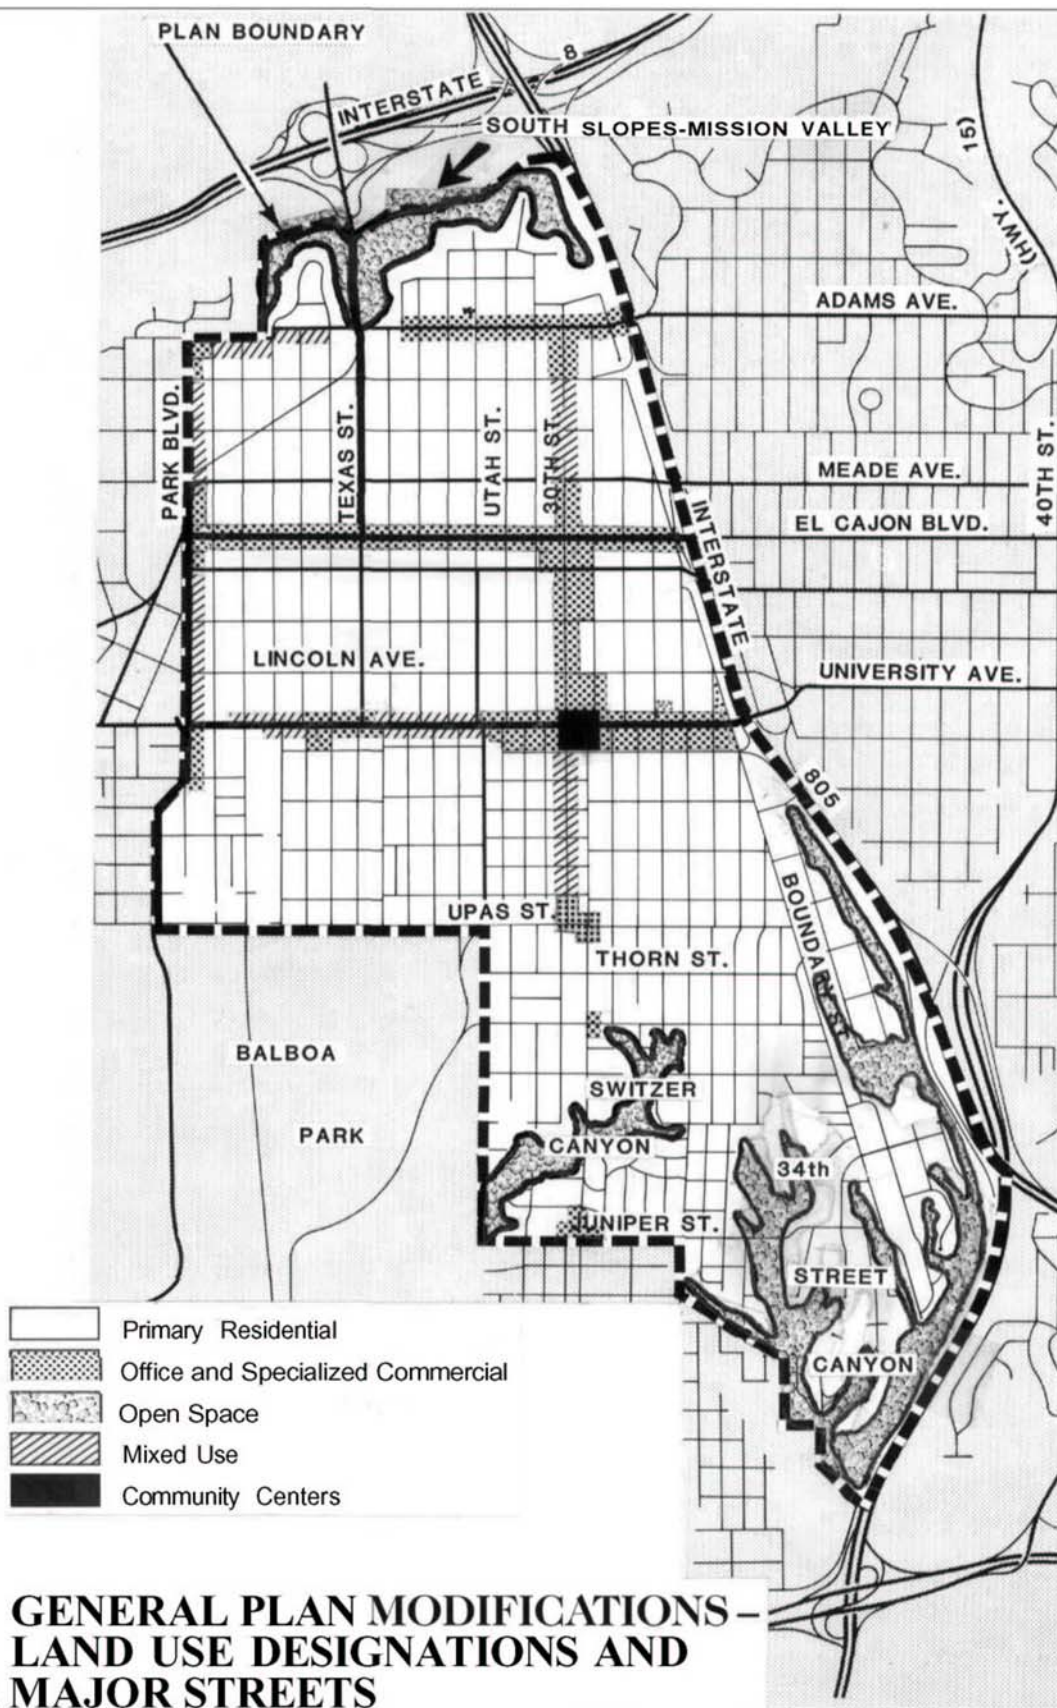 PLAN BOUNDARY
INTERSTATE 8
SOUTH SLOPES-MISSION VALLEY
15)
(HWY.
ADAMS AVE.
PARK BLVD.
TEXAS ST.
UTAH ST.
30TH ST.
MEADE AVE.
40TH ST.
EL CAJON BLVD.
INTERSTATE
LINCOLN AVE.
UNIVERSITY AVE.
805
BOUNDARY ST.
UPAS ST.
THORN ST.
BALBOA
PARK
SWITZER
CANYON
34th
JUNIPER ST.
STREET
CANYON
Primary Residential
Office and Specialized Commercial
Open Space
Mixed Use
Community Centers
GENERAL PLAN MODIFICATIONS –
LAND USE DESIGNATIONS AND
MAJOR STREETS